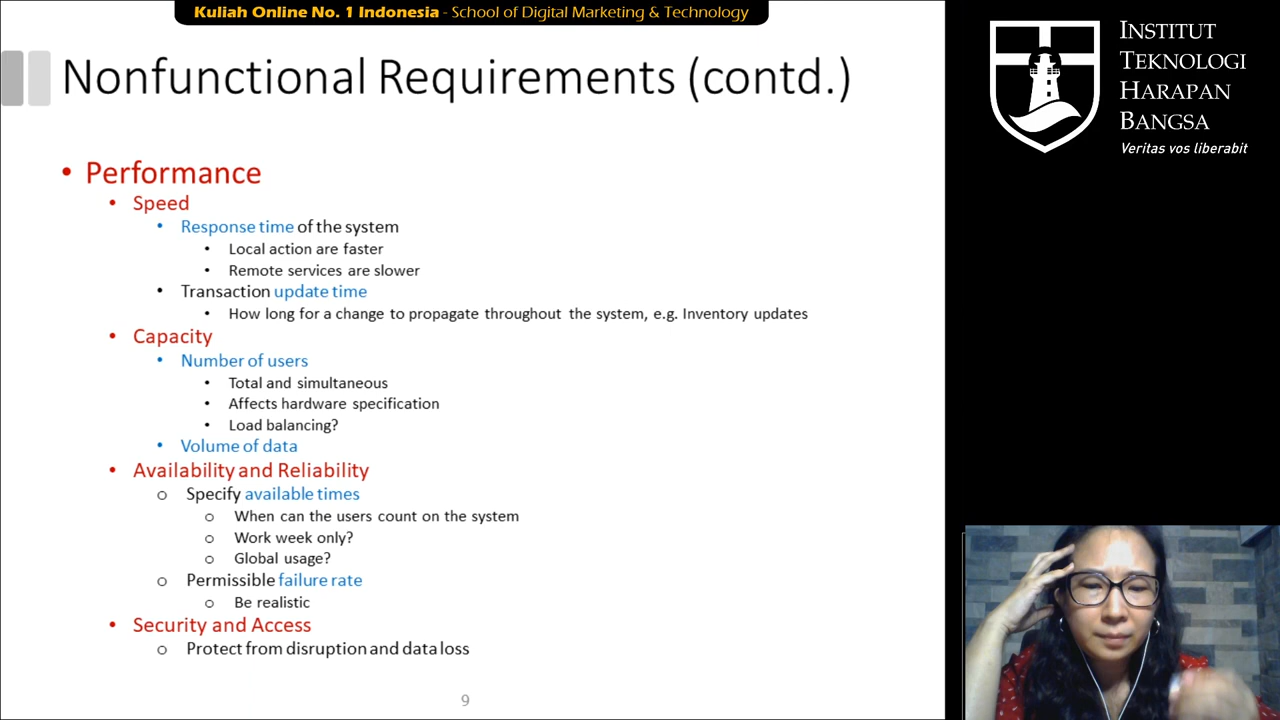 Kuliah Online No. 1 Indonesia - School of Digital Marketing & Technology
Nonfunctional Requirements (contd.)
• Performance
• Speed
• Response time of the system
• Local action are faster
• Remote services are slower
• Transaction update time
• How long for a change to propagate throughout the system, e.g. Inventory updates
• Capacity
• Number of users
• Total and simultaneous
• Affects hardware specification
• Load balancing?
• Volume of data
• Availability and Reliability
o Specify available times
o When can the users count on the system
o Work week only?
o Global usage?
o Permissible failure rate
o Be realistic
• Security and Access
o Protect from disruption and data loss
9
INSTITUT
TEKNOLOGI
HARAPAN
BANGSA
Veritas vos liberabit